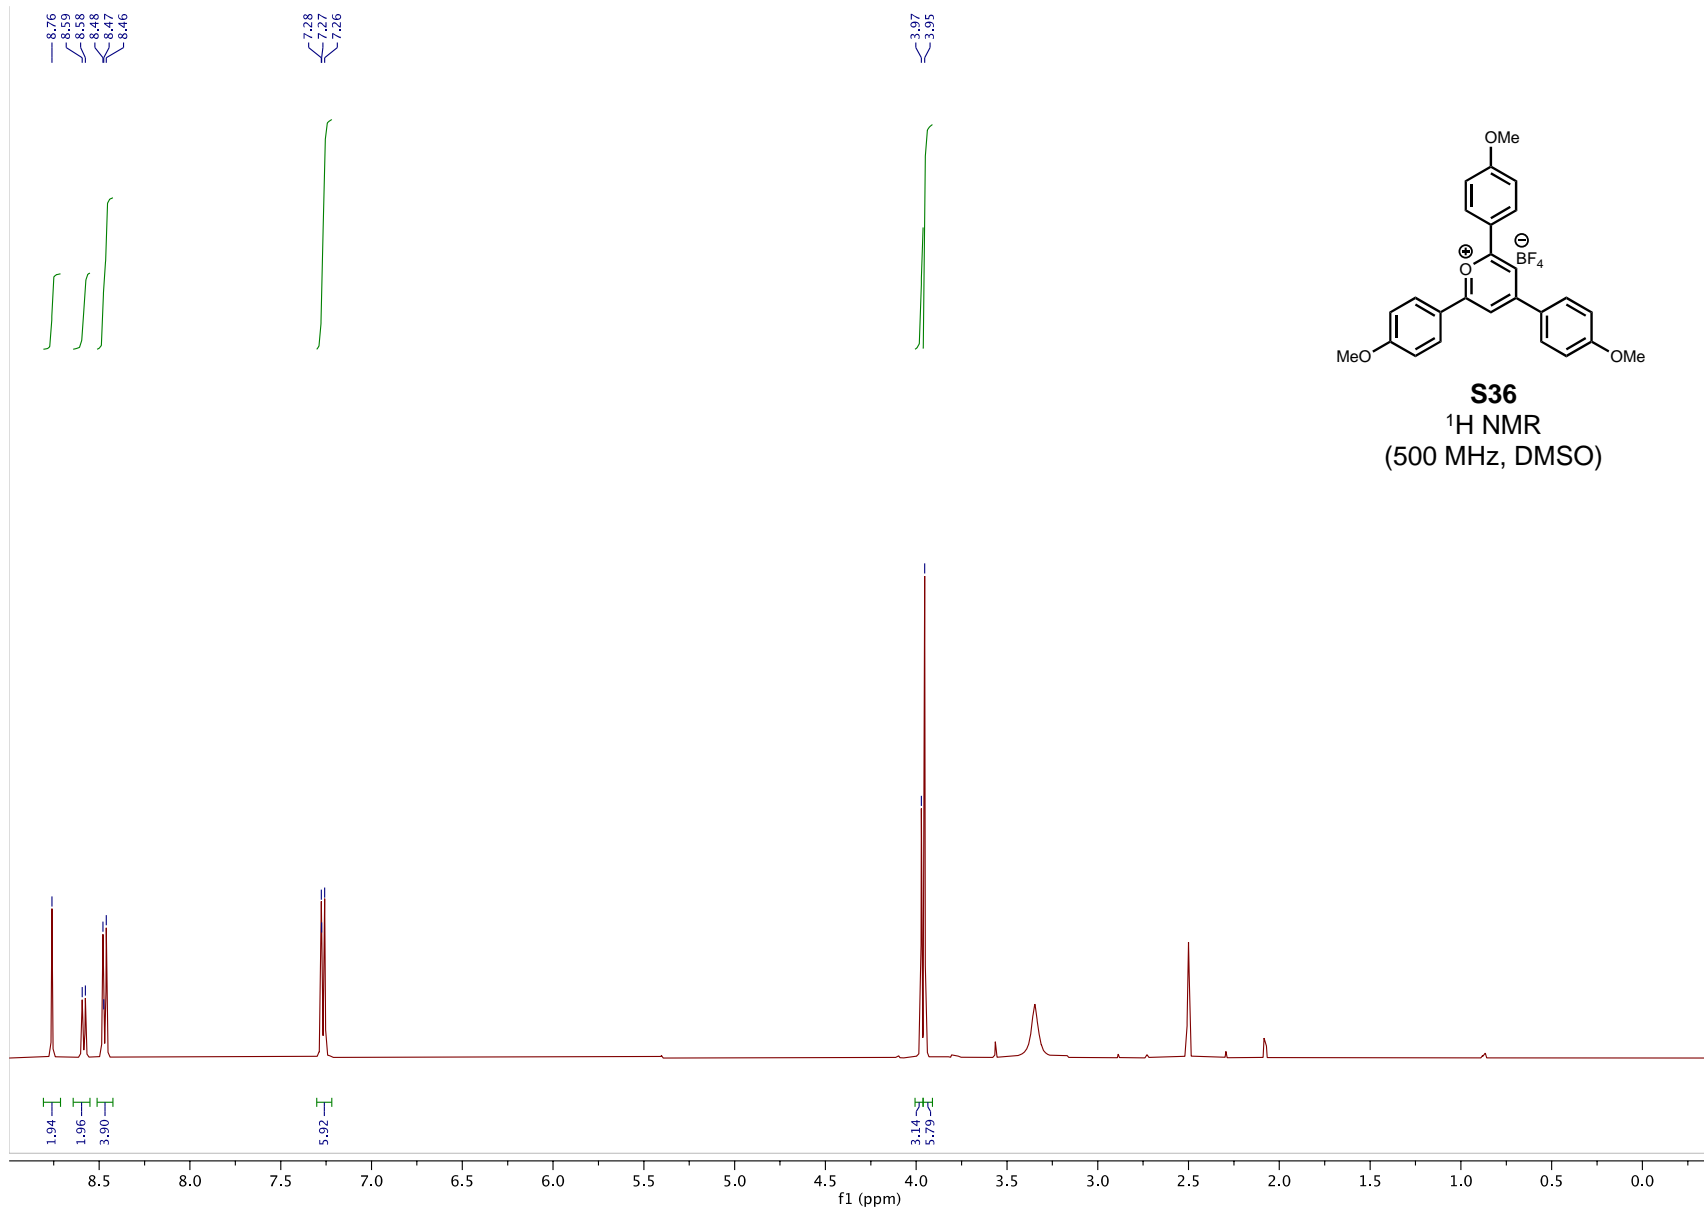 8.76
8.59
8.58
8.48
8.47
8.46
7.28
7.27
7.26
3.97
3.95
OMe
⊕
O
⊖
BF4
MeO
OMe
S36
1H NMR
(500 MHz, DMSO)
1.94
1.96
3.90
5.92
3.14
5.79
8.5 8.0 7.5 7.0 6.5 6.0 5.5 5.0 4.5 4.0 3.5 3.0 2.5 2.0 1.5 1.0 0.5 0.0
f1 (ppm)